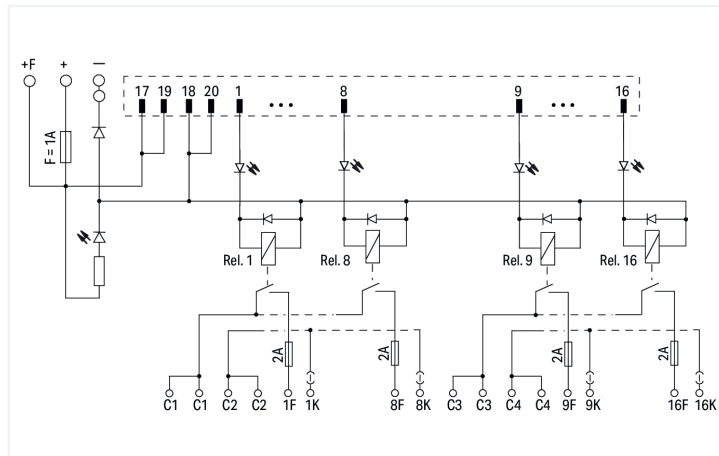 +F + —
17 19 18 20 1 8 9 16
F = 1A
Rel. 1 Rel. 8 Rel. 9 Rel. 16
2A 2A 2A 2A
C1 C1 C2 C2 1F 1K 8F 8K C3 C3 C4 C4 9F 9K 16F 16K